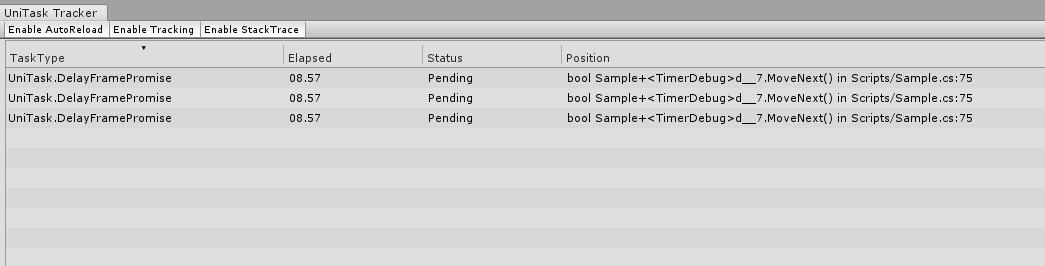 UniTask Tracker
Enable AutoReload Enable Tracking Enable StackTrace
TaskType Elapsed Status Position
UniTask.DelayFramePromise 08.57 Pending bool Sample+<TimerDebug>d__7.MoveNext() in Scripts/Sample.cs:75
UniTask.DelayFramePromise 08.57 Pending bool Sample+<TimerDebug>d__7.MoveNext() in Scripts/Sample.cs:75
UniTask.DelayFramePromise 08.57 Pending bool Sample+<TimerDebug>d__7.MoveNext() in Scripts/Sample.cs:75